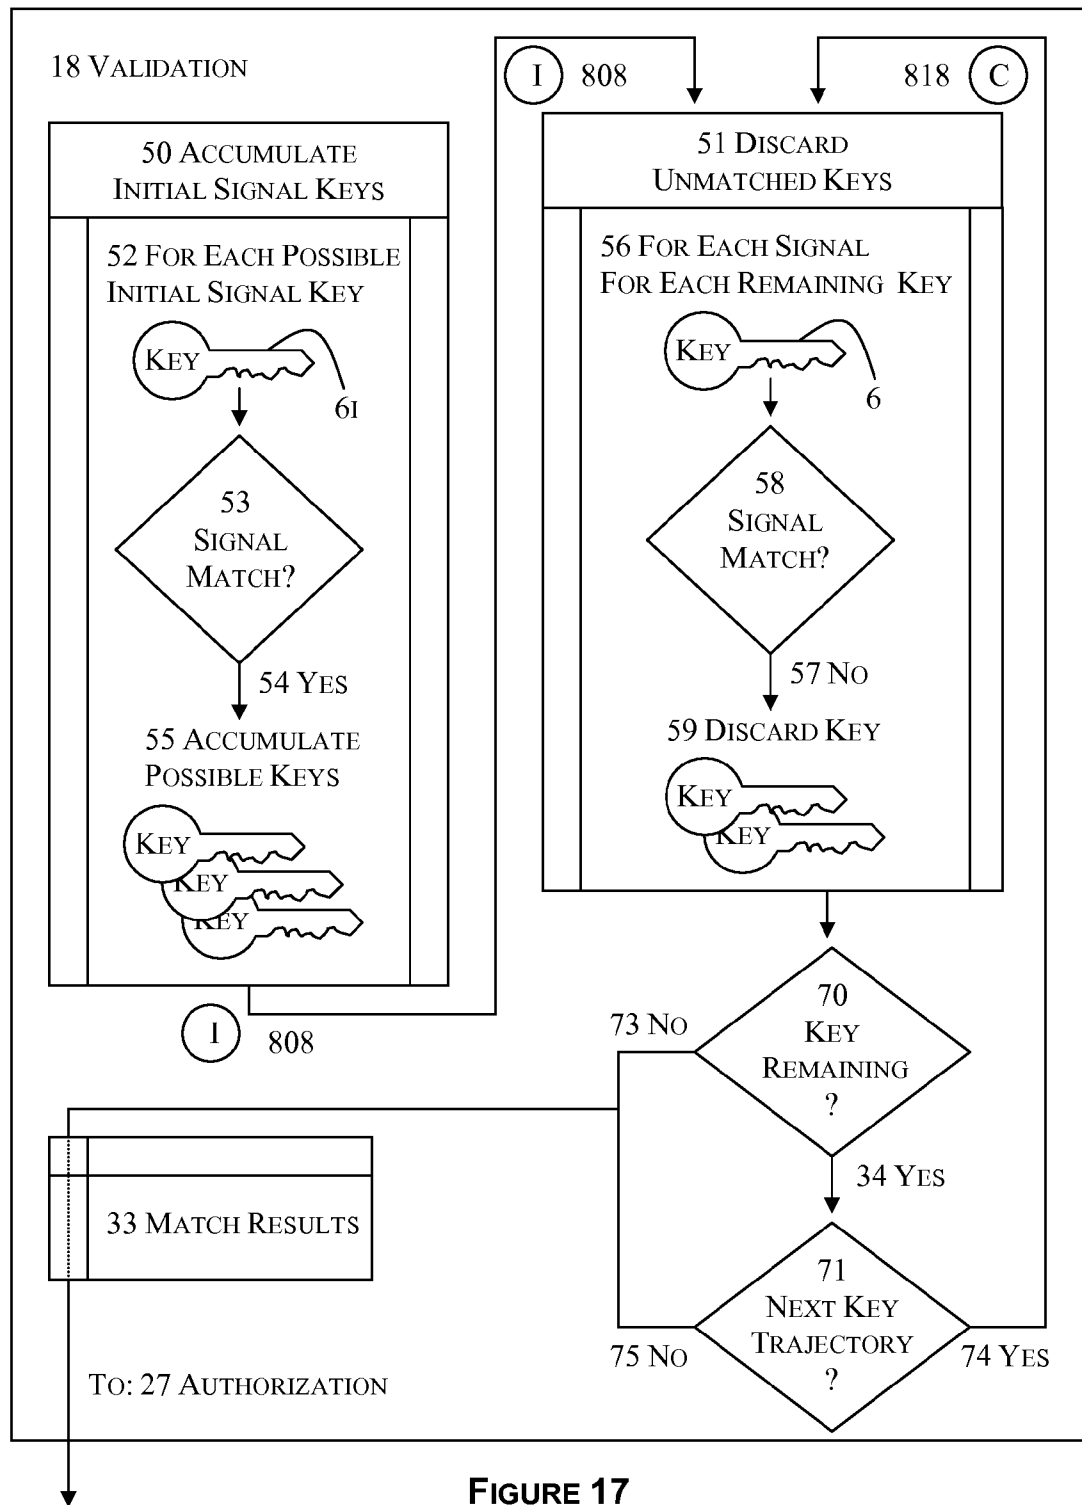 18 VALIDATION
50 ACCUMULATE
INITIAL SIGNAL KEYS
52 FOR EACH POSSIBLE
INITIAL SIGNAL KEY
KEY
6I
53
SIGNAL
MATCH?
54 YES
55 ACCUMULATE
POSSIBLE KEYS
KEY
KEY
KEY
I 808
I 808
818 C
51 DISCARD
UNMATCHED KEYS
56 FOR EACH SIGNAL
FOR EACH REMAINING KEY
KEY
6
58
SIGNAL
MATCH?
57 NO
59 DISCARD KEY
KEY
KEY
70
KEY
REMAINING
?
73 NO
34 YES
71
NEXT KEY
TRAJECTORY
?
75 NO
74 YES
33 MATCH RESULTS
TO: 27 AUTHORIZATION
FIGURE 17